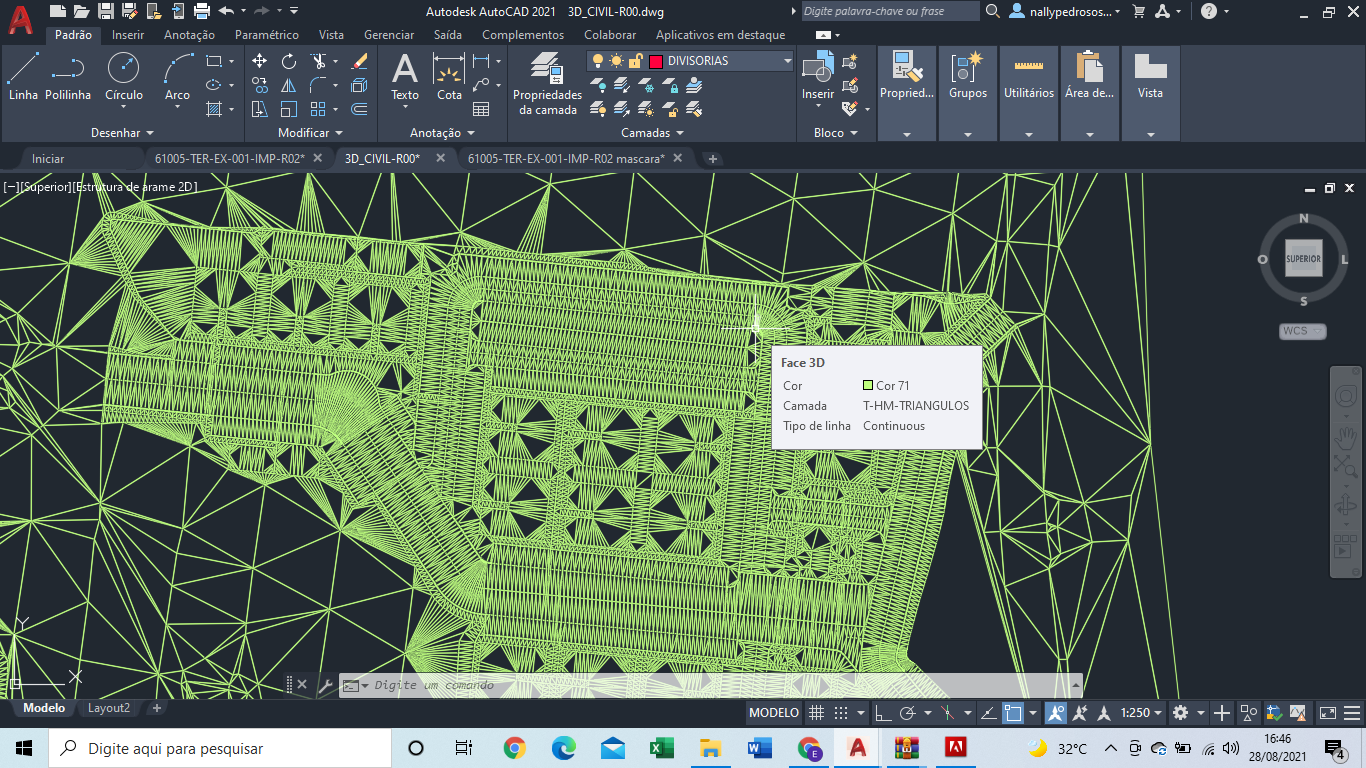 Autodesk AutoCAD 2021 3D_CIVIL-R00.dwg
Digite palavra-chave ou frase
nallypedrosos...
Padrão Inserir Anotação Paramétrico Vista Gerenciar Saída Complementos Colaborar Aplicativos em destaque
DIVISORIAS
Linha Polilinha Círculo Arco
Texto Cota
Propriedades da camada
Inserir
Propried... Grupos Utilitários Área de... Vista
Desenhar Modificar Anotação Camadas Bloco
Iniciar 61005-TER-EX-001-IMP-R02* 3D_CIVIL-R00* 61005-TER-EX-001-IMP-R02 mascara*
[−][Superior][Estrutura de arame 2D]
N
O SUPERIOR L
S
WCS
Face 3D
Cor Cor 71
Camada T-HM-TRIANGULOS
Tipo de linha Continuous
Y
X
Digite um comando
Modelo Layout2
MODELO 1:250
Digite aqui para pesquisar
32°C
16:46
28/08/2021
4